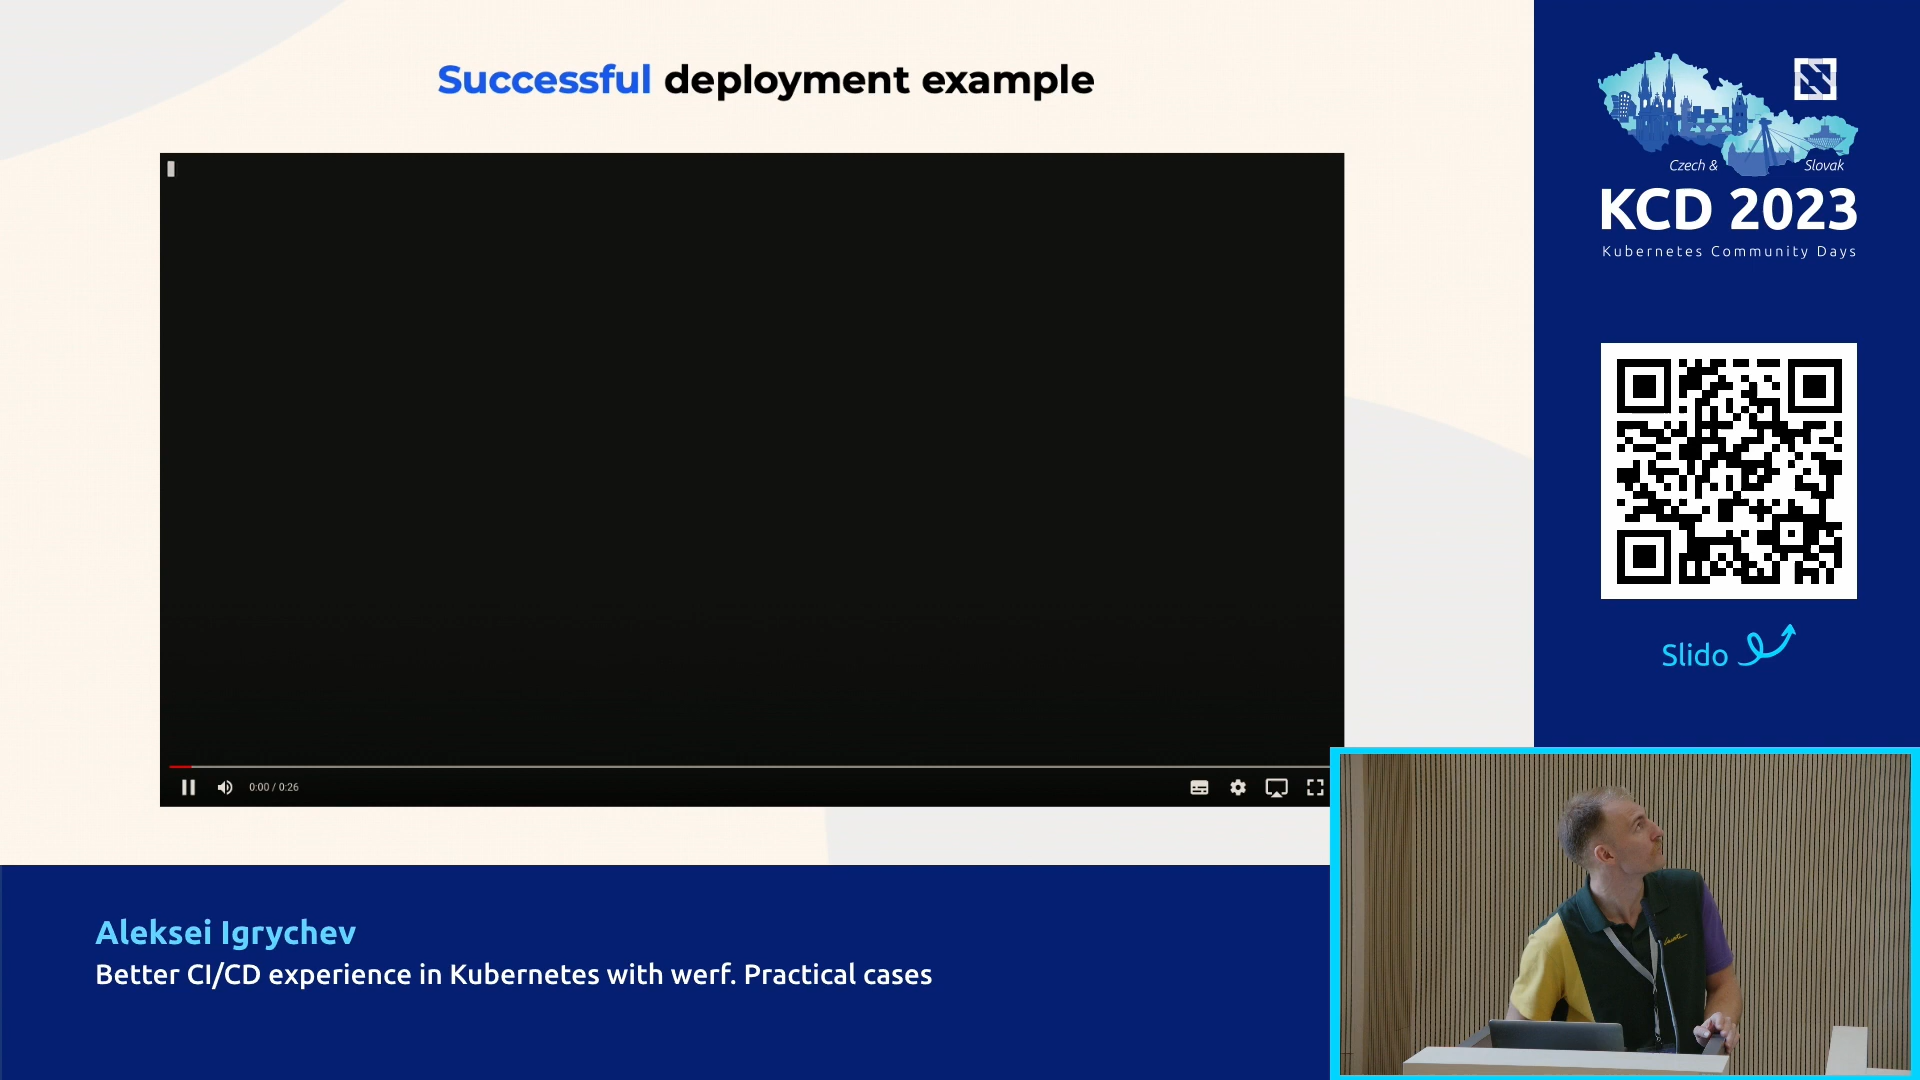 Successful deployment example
0:00 / 0:26
Czech & Slovak
KCD 2023
Kubernetes Community Days
Slido
Aleksei Igrychev
Better CI/CD experience in Kubernetes with werf. Practical cases